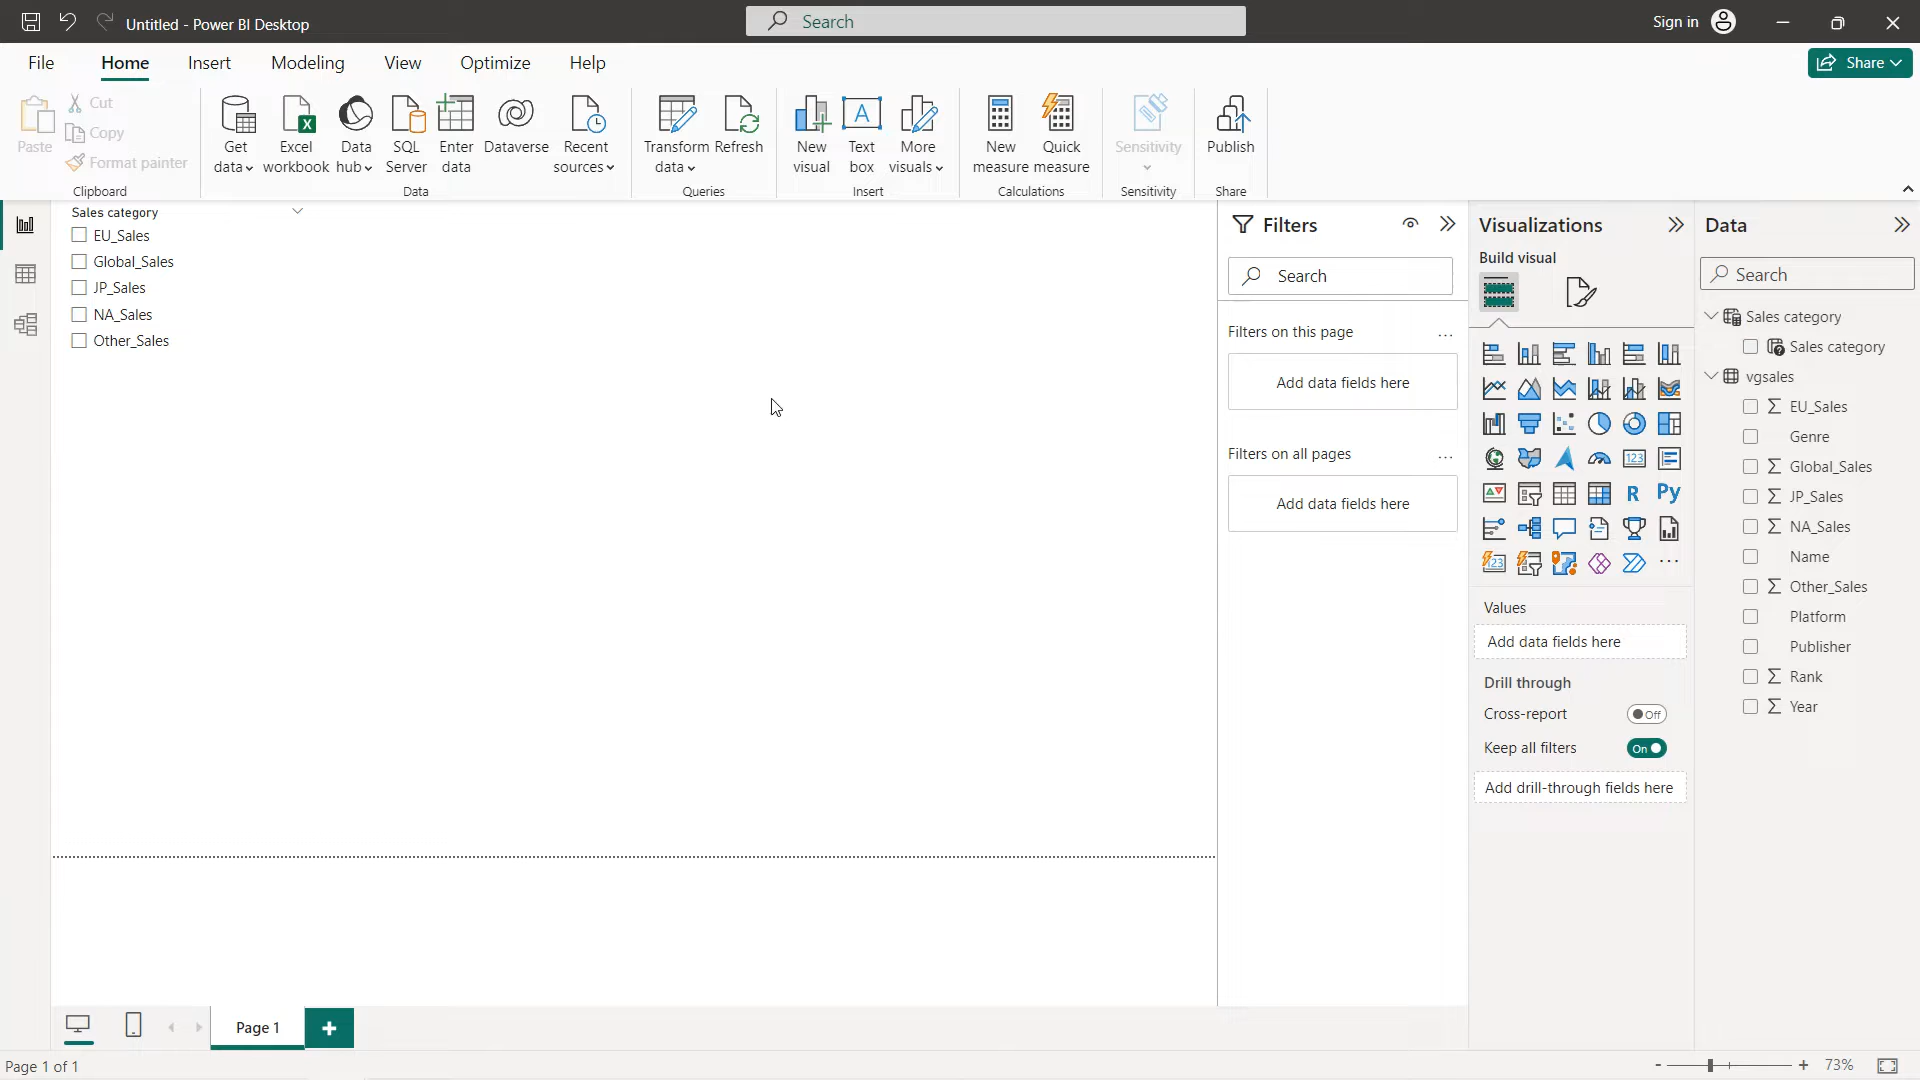 Untitled - Power BI Desktop
Search
Sign in
File
Home
Insert
Modeling
View
Optimize
Help
Share
Paste
Cut
Copy
Format painter
Clipboard
Get data
Excel workbook
Data hub
SQL Server
Enter data
Dataverse
Recent sources
Data
Transform data
Refresh
Queries
New visual
Text box
More visuals
Insert
New measure
Quick measure
Calculations
Sensitivity
Sensitivity
Publish
Share
Sales category
EU_Sales
Global_Sales
JP_Sales
NA_Sales
Other_Sales
Filters
Search
Filters on this page
...
Add data fields here
Filters on all pages
...
Add data fields here
Visualizations
Build visual
123
R
Py
123
...
Values
Add data fields here
Drill through
Cross-report
Off
Keep all filters
On
Add drill-through fields here
Data
Search
Sales category
Sales category
vgsales
EU_Sales
Genre
Global_Sales
JP_Sales
NA_Sales
Name
Other_Sales
Platform
Publisher
Rank
Year
Page 1
Page 1 of 1
-
+
73%